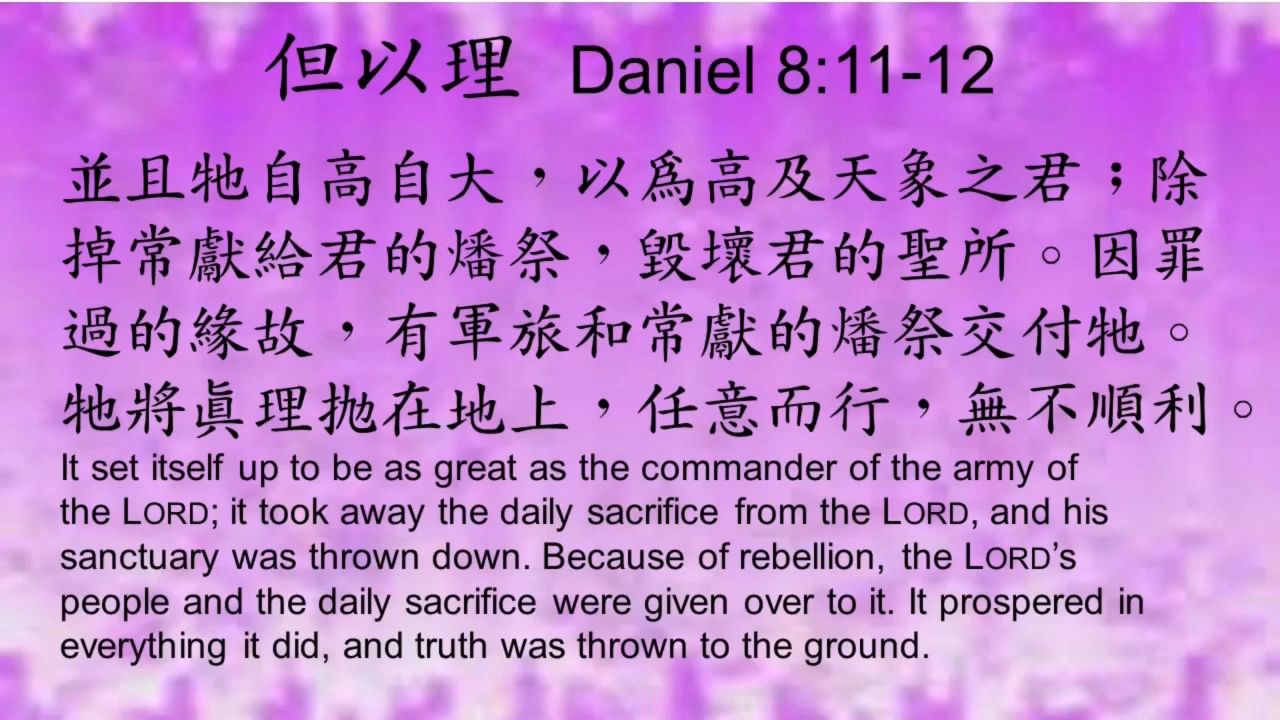 但以理 Daniel 8:11-12
並且牠自高自大，以爲高及天象之君；除
掉常獻給君的燔祭，毀壞君的聖所。因罪
過的緣故，有軍旅和常獻的燔祭交付牠。
牠將眞理抛在地上，任意而行，無不順利。
It set itself up to be as great as the commander of the army of
the LORD; it took away the daily sacrifice from the LORD, and his
sanctuary was thrown down. Because of rebellion, the LORD’s
people and the daily sacrifice were given over to it. It prospered in
everything it did, and truth was thrown to the ground.